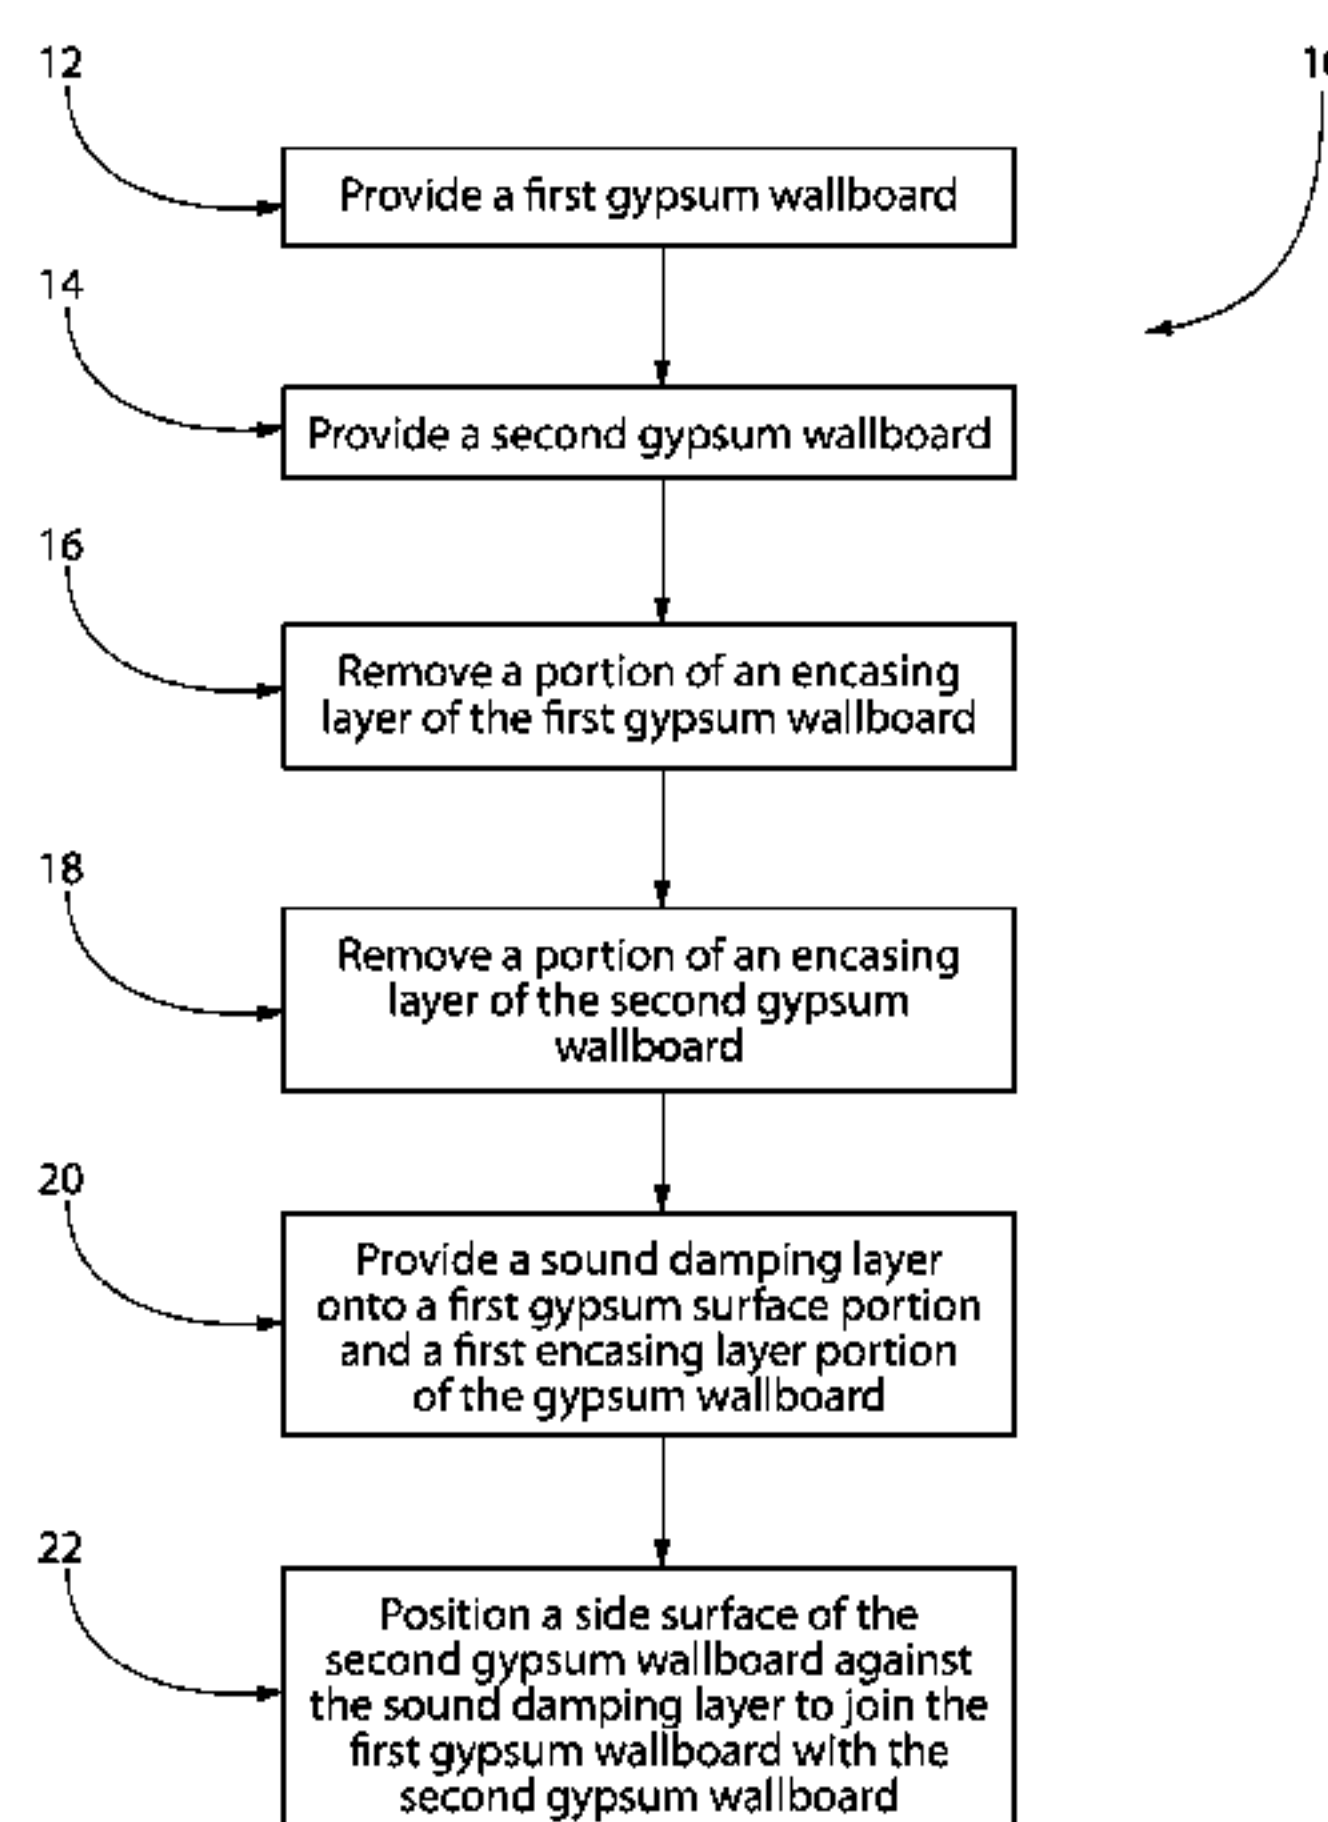 12
Provide a first gypsum wallboard
14
Provide a second gypsum wallboard
16
Remove a portion of an encasing
layer of the first gypsum wallboard
18
Remove a portion of an encasing
layer of the second gypsum
wallboard
20
Provide a sound damping layer
onto a first gypsum surface portion
and a first encasing layer portion
of the gypsum wallboard
22
Position a side surface of the
second gypsum wallboard against
the sound damping layer to join the
first gypsum wallboard with the
second gypsum wallboard